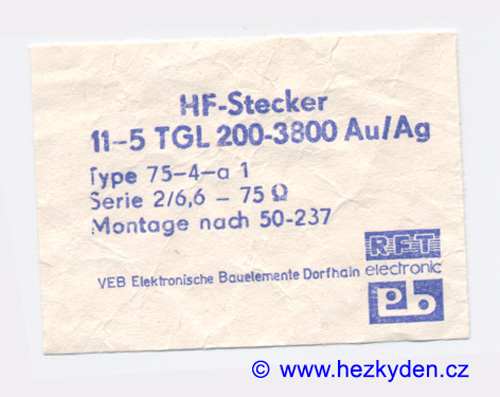 HF-Stecker
11-5 TGL 200-3800 Au/Ag
Type 75-4-a 1
Serie 2/6,6 - 75 Ω
Montage nach 50-237
RFT
VEB Elektronische Bauelemente Dorfhain electronic
eb
© www.hezkyden.cz